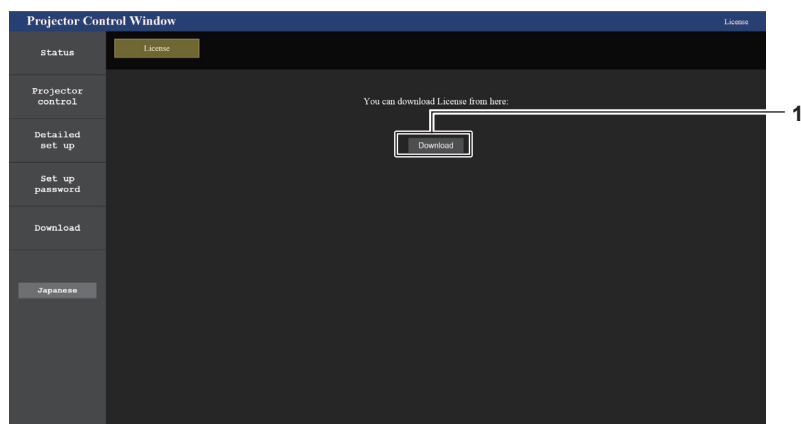 Projector Control Window
License
Status
License
Projector
control
You can download License from here:
1
Detailed
set up
Download
Set up
password
Download
Japanese